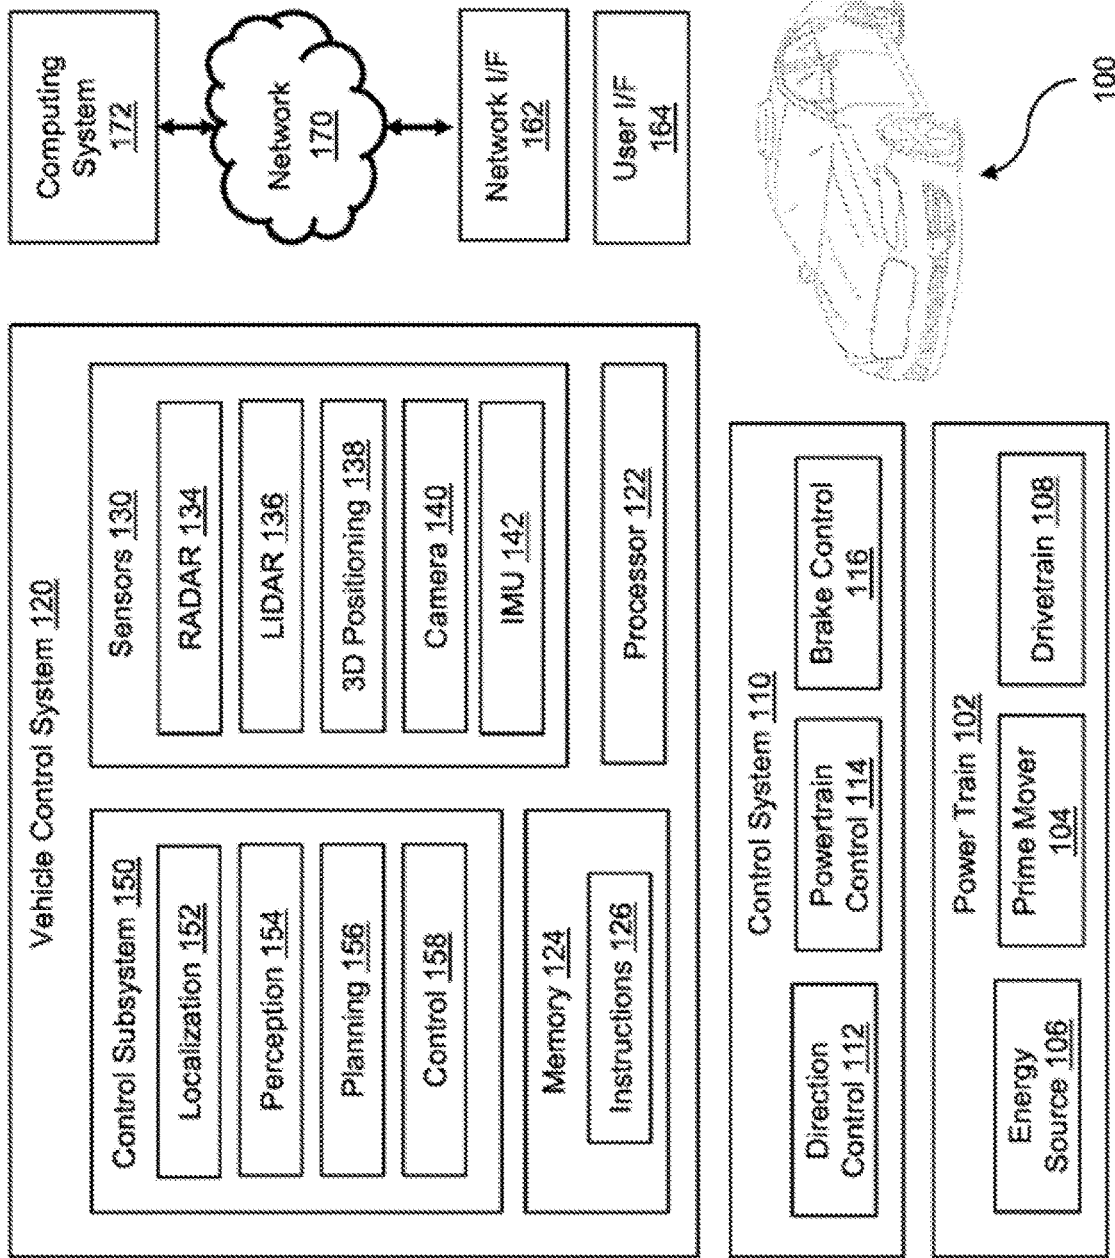 Vehicle Control System 120
Control Subsystem 150
Localization 152
Perception 154
Planning 156
Control 158
Memory 124
Instructions 126
Sensors 130
RADAR 134
LIDAR 136
3D Positioning 138
Camera 140
IMU 142
Processor 122
Computing
System
172
Network
170
Network I/F
162
User I/F
164
Control System 110
Direction
Control 112
Powertrain
Control 114
Brake Control
116
Power Train 102
Energy
Source 106
Prime Mover
104
Drivetrain 108
100